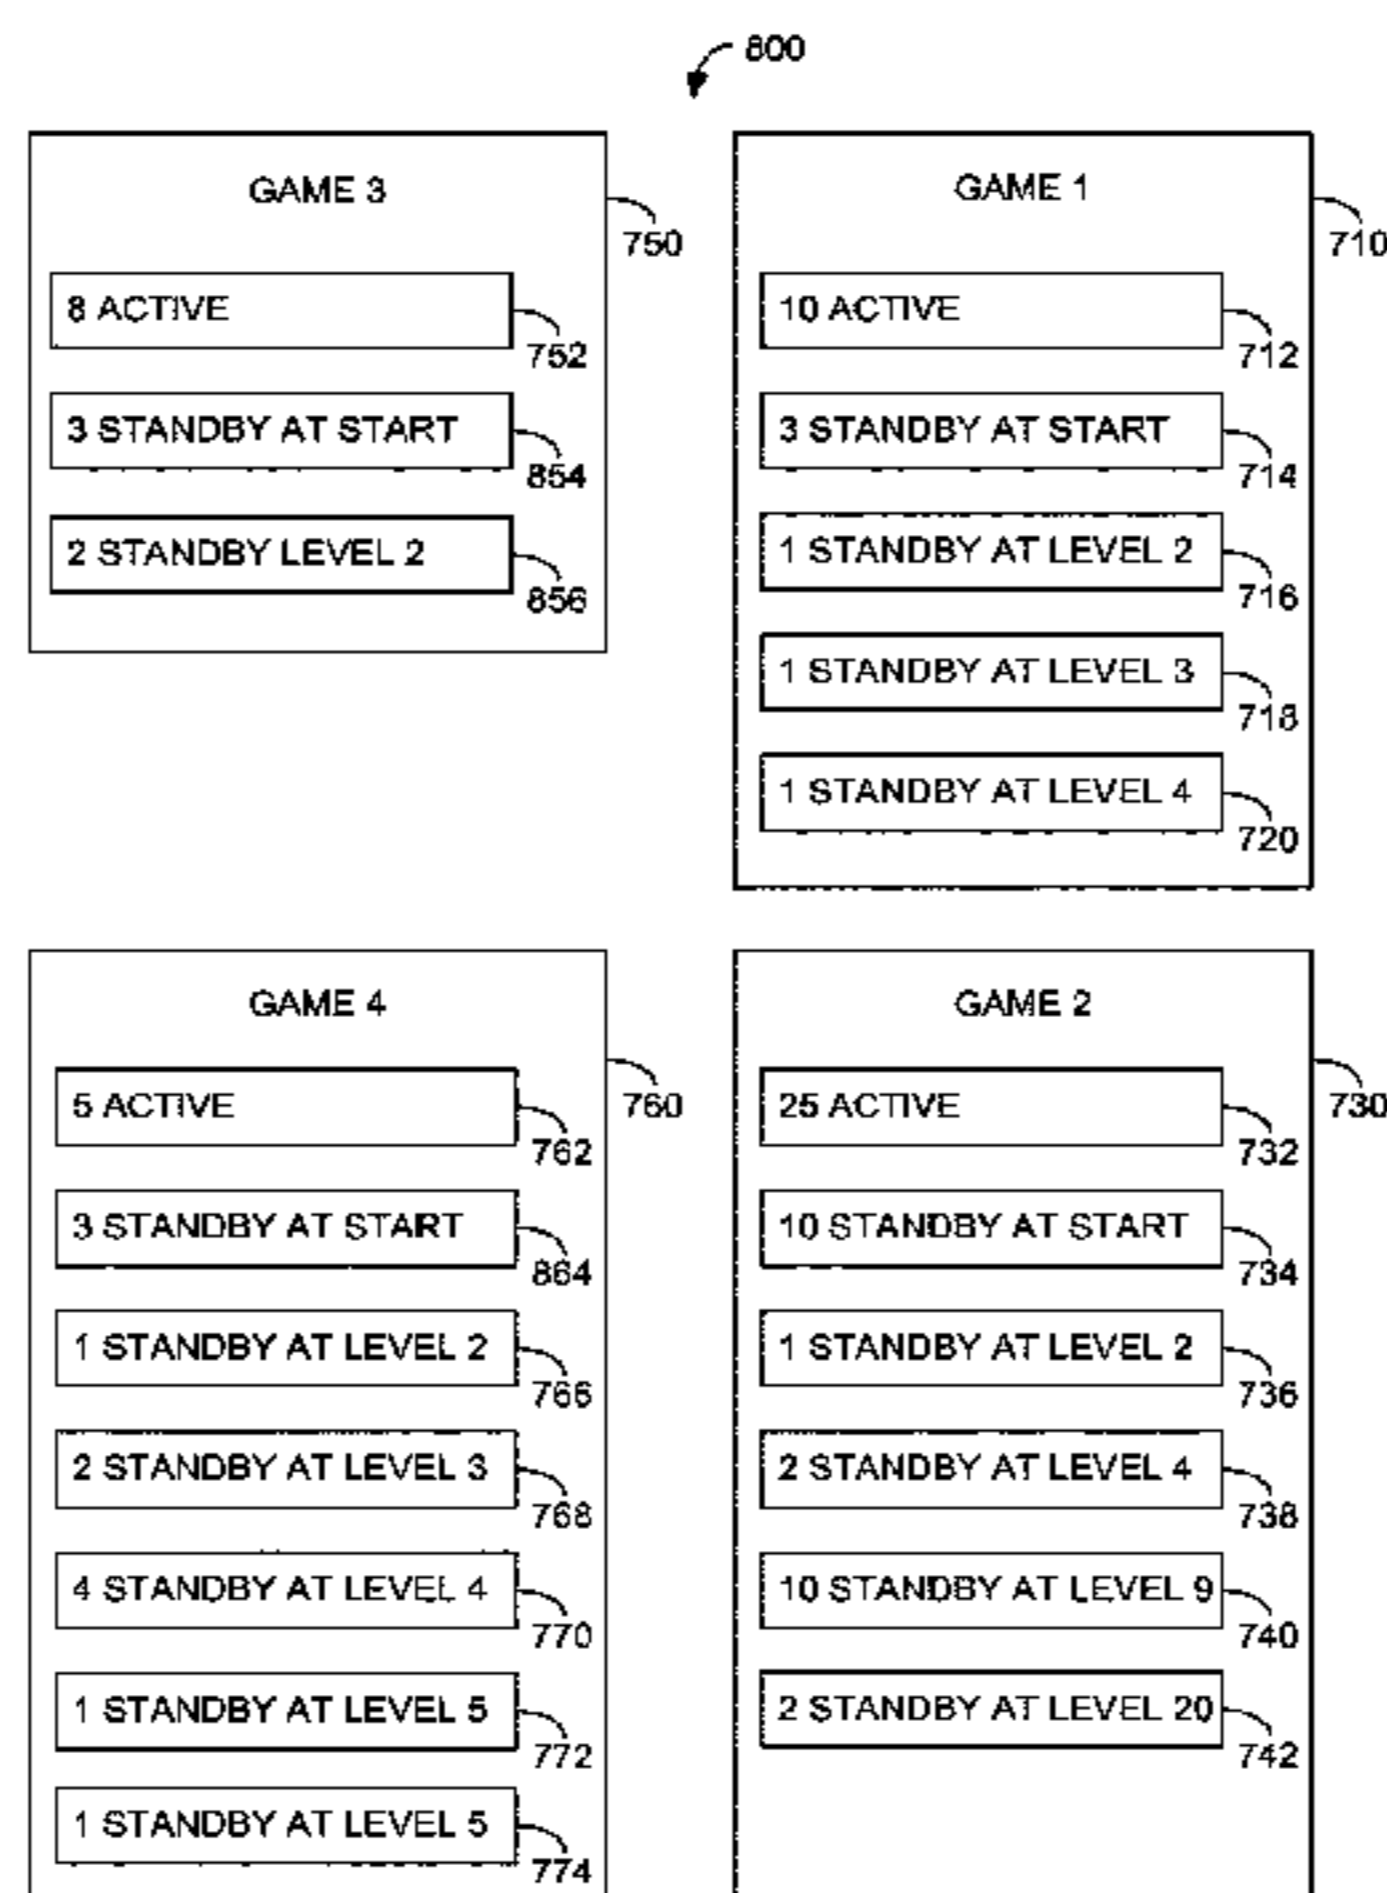 800
GAME 3
750
8 ACTIVE
752
3 STANDBY AT START
854
2 STANDBY LEVEL 2
856
GAME 1
710
10 ACTIVE
712
3 STANDBY AT START
714
1 STANDBY AT LEVEL 2
716
1 STANDBY AT LEVEL 3
718
1 STANDBY AT LEVEL 4
720
GAME 4
760
5 ACTIVE
762
3 STANDBY AT START
864
1 STANDBY AT LEVEL 2
766
2 STANDBY AT LEVEL 3
768
4 STANDBY AT LEVEL 4
770
1 STANDBY AT LEVEL 5
772
1 STANDBY AT LEVEL 5
774
GAME 2
730
25 ACTIVE
732
10 STANDBY AT START
734
1 STANDBY AT LEVEL 2
736
2 STANDBY AT LEVEL 4
738
10 STANDBY AT LEVEL 9
740
2 STANDBY AT LEVEL 20
742